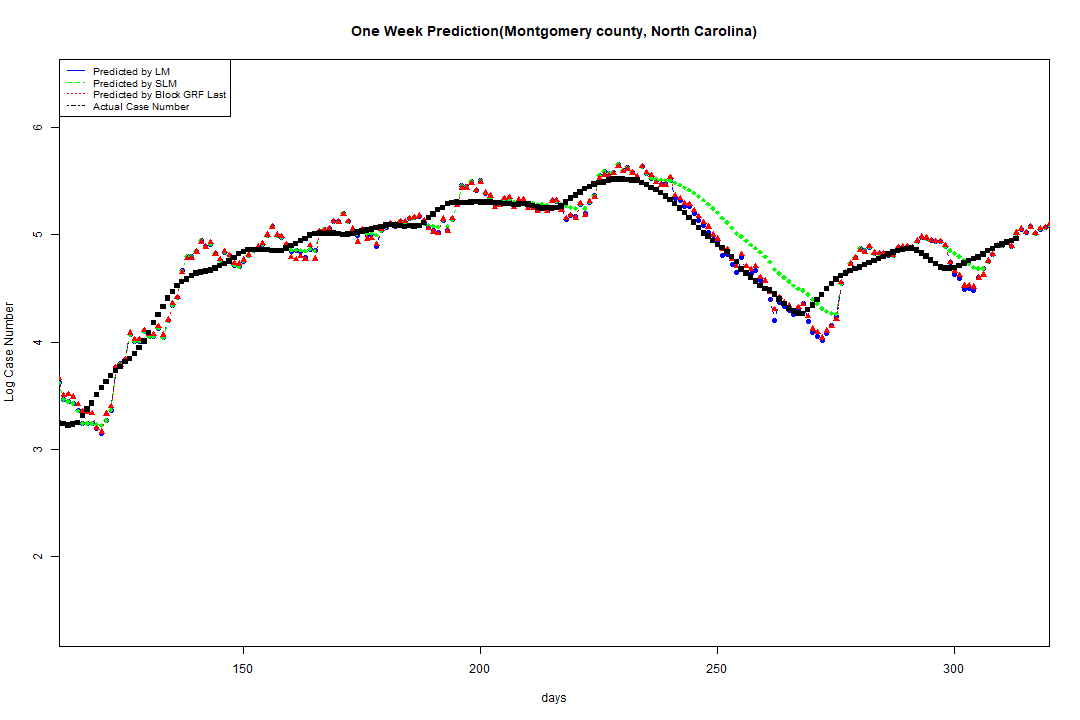 One Week Prediction(Montgomery county, North Carolina)
Predicted by LM
Predicted by SLM
Predicted by Block GRF Last
Actual Case Number
6
5
4
3
2
Log Case Number
150 200 250 300
days